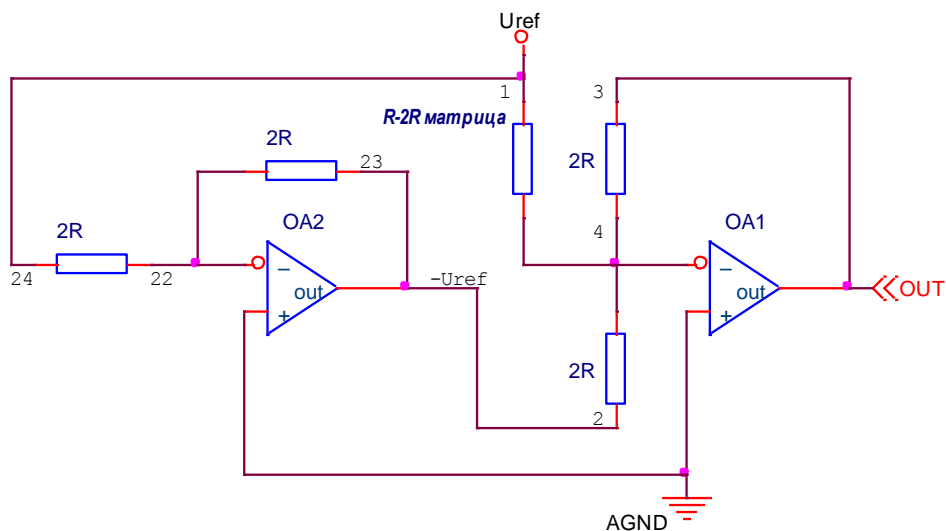 Uref
1
3
R-2R матрица
2R
23
2R
2R
OA2
4
OA1
24
22
-Uref
out
out
OUT
2R
2
AGND